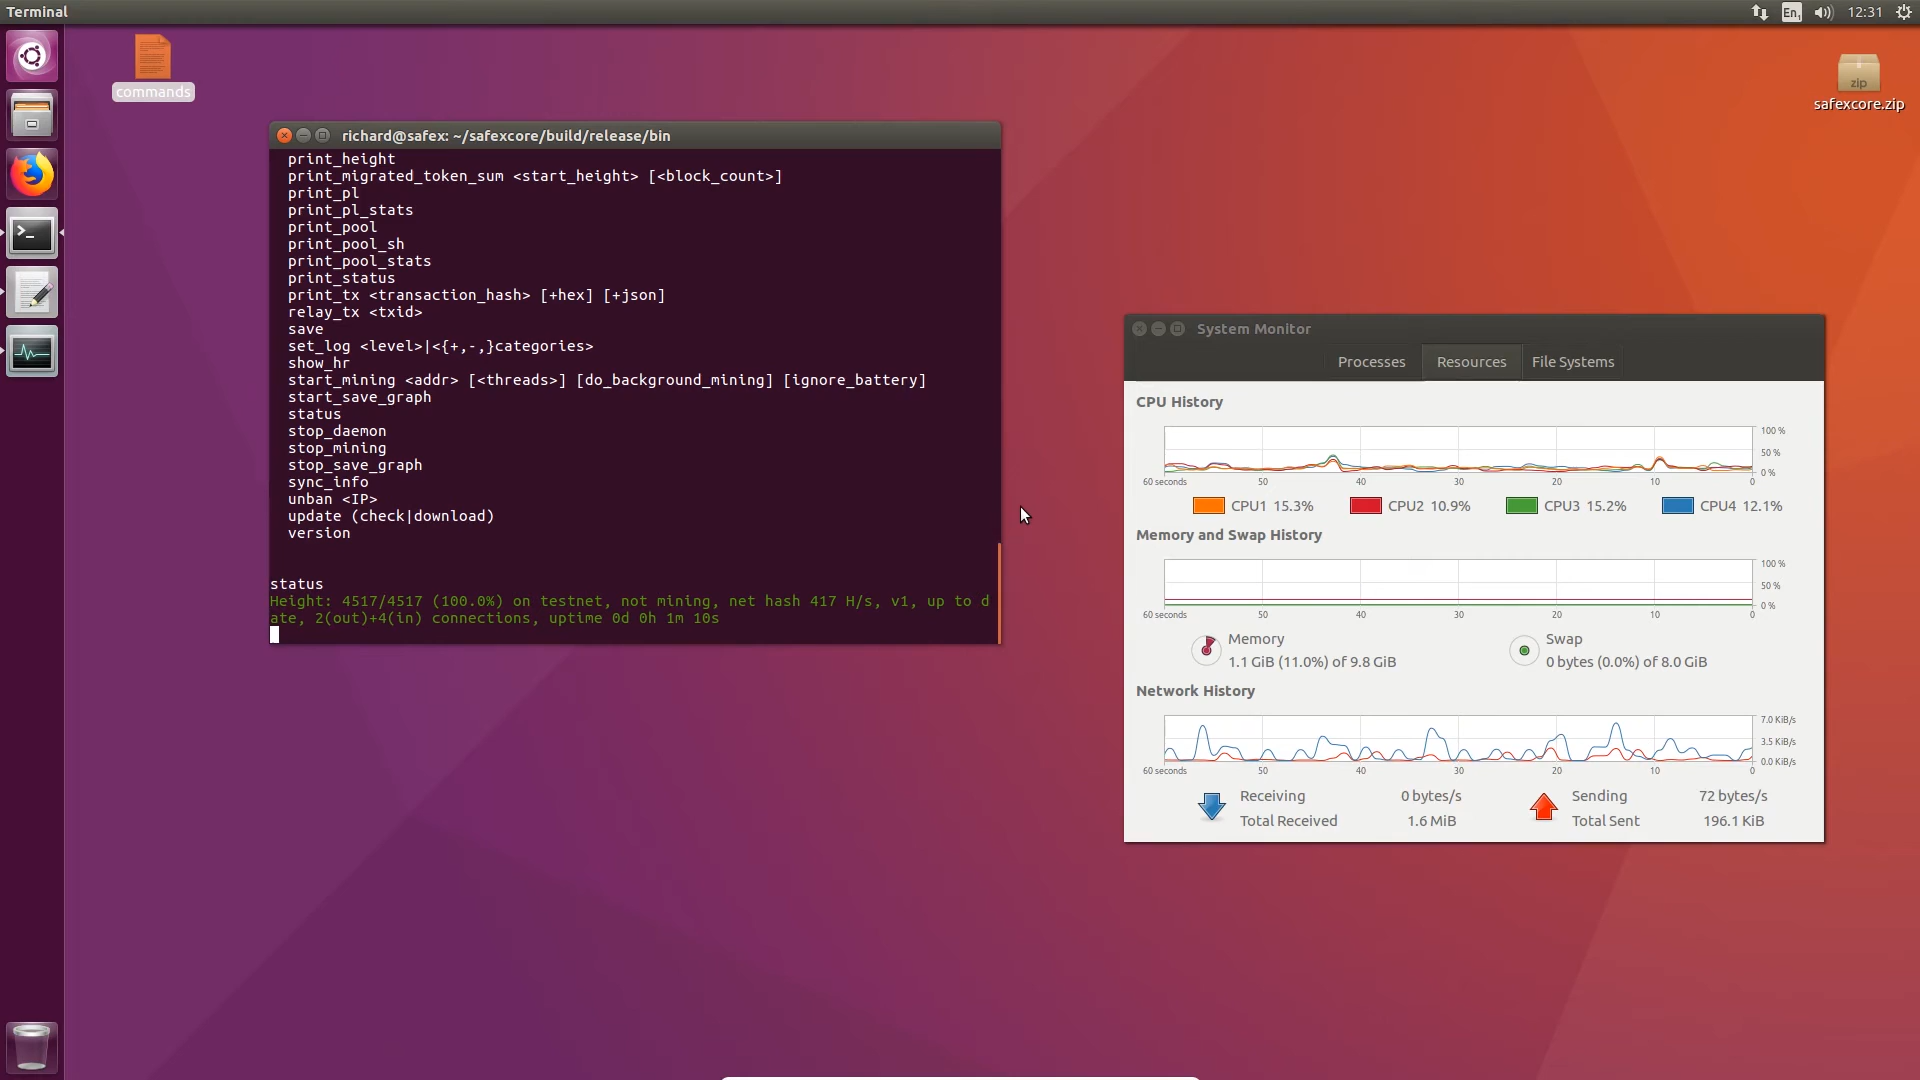 Terminal
En1
12:31
commands
zip
safexcore.zip
richard@safex: ~/safexcore/build/release/bin
print_height
print_migrated_token_sum <start_height> [<block_count>]
print_pl
print_pl_stats
print_pool
print_pool_sh
print_pool_stats
print_status
print_tx <transaction_hash> [+hex] [+json]
relay_tx <txid>
save
set_log <level>|<{+,-,}categories>
show_hr
start_mining <addr> [<threads>] [do_background_mining] [ignore_battery]
start_save_graph
status
stop_daemon
stop_mining
stop_save_graph
sync_info
unban <IP>
update (check|download)
version
status
Height: 4517/4517 (100.0%) on testnet, not mining, net hash 417 H/s, v1, up to d
ate, 2(out)+4(in) connections, uptime 0d 0h 1m 10s
System Monitor
Processes Resources File Systems
CPU History
100 %
50 %
0 %
60 seconds 50 40 30 20 10 0
CPU1 15.3% CPU2 10.9% CPU3 15.2% CPU4 12.1%
Memory and Swap History
100 %
50 %
0 %
60 seconds 50 40 30 20 10 0
Memory
1.1 GiB (11.0%) of 9.8 GiB
Swap
0 bytes (0.0%) of 8.0 GiB
Network History
7.0 KiB/s
3.5 KiB/s
0.0 KiB/s
60 seconds 50 40 30 20 10 0
Receiving 0 bytes/s
Total Received 1.6 MiB
Sending 72 bytes/s
Total Sent 196.1 KiB